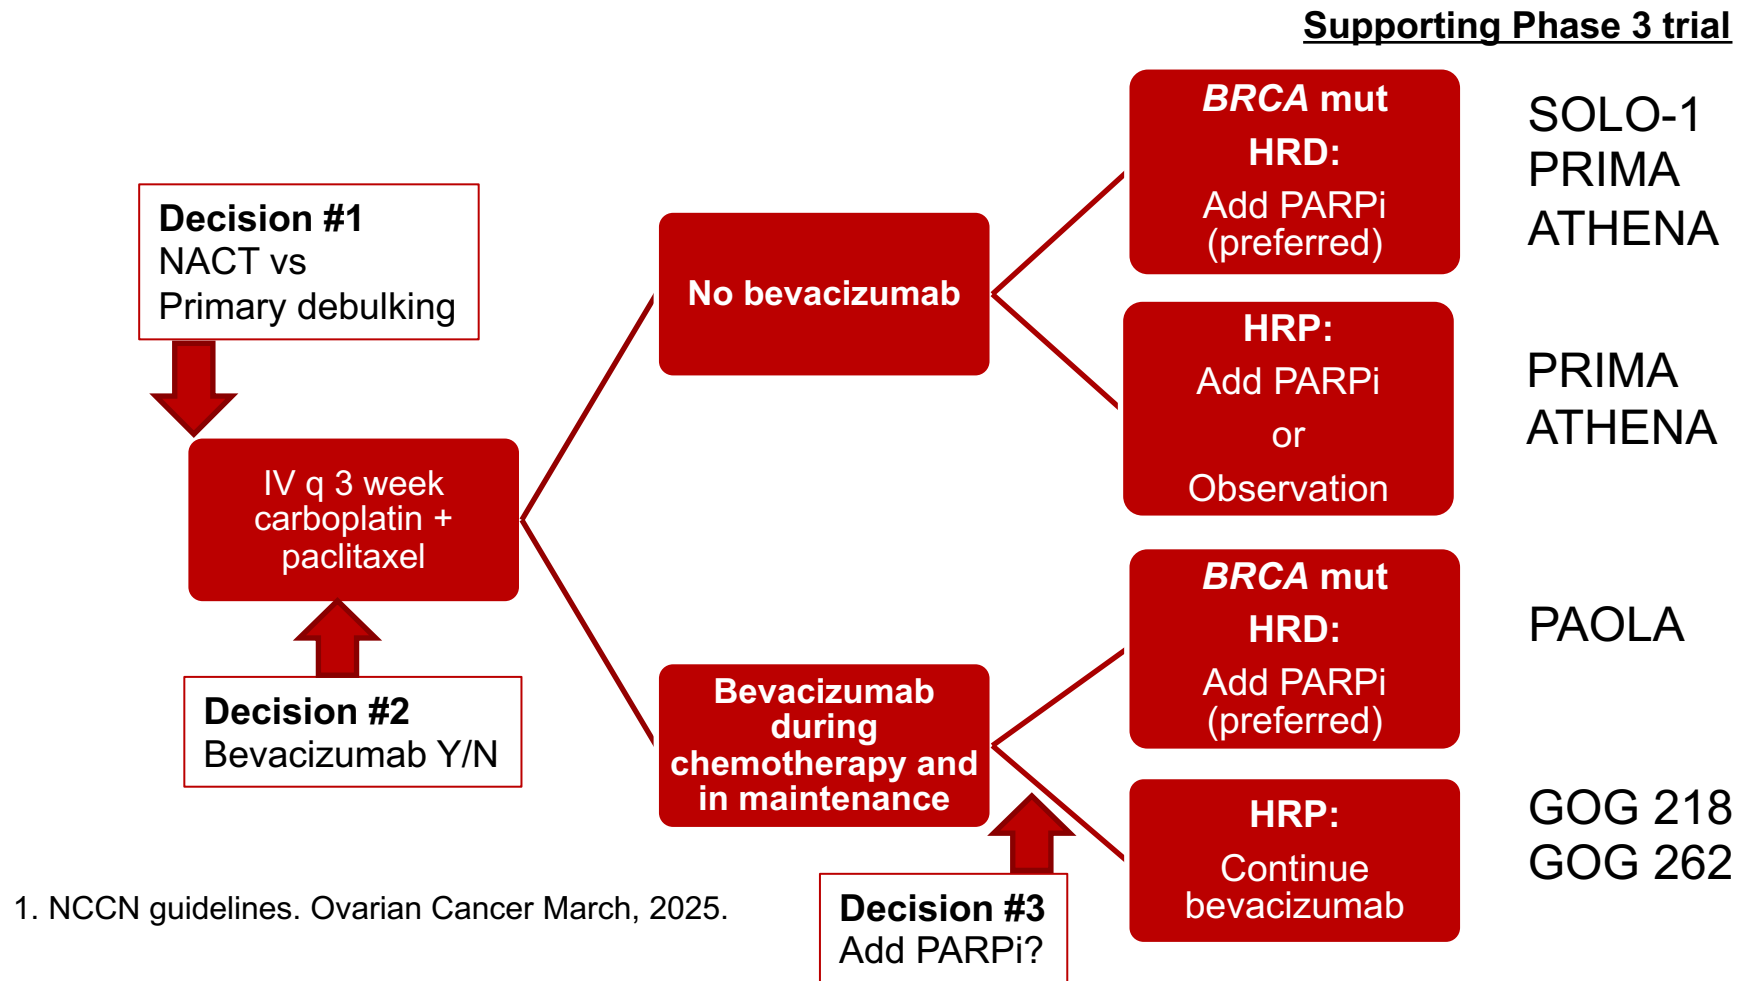 Supporting Phase 3 trial
Decision #1
NACT vs
Primary debulking
IV q 3 week
carboplatin +
paclitaxel
Decision #2
Bevacizumab Y/N
No bevacizumab
Bevacizumab
during
chemotherapy and
in maintenance
Decision #3
Add PARPi?
BRCA mut
HRD:
Add PARPi
(preferred)
SOLO-1
PRIMA
ATHENA
HRP:
Add PARPi
or
Observation
PRIMA
ATHENA
BRCA mut
HRD:
Add PARPi
(preferred)
PAOLA
HRP:
Continue
bevacizumab
GOG 218
GOG 262
1. NCCN guidelines. Ovarian Cancer March, 2025.